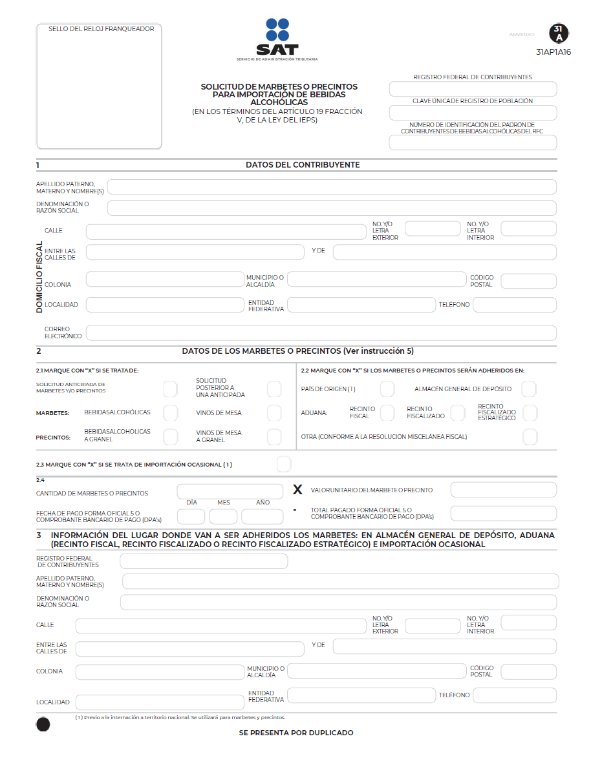 SELLO DEL RELOJ FRANQUEADOR
SAT
SERVICIO DE ADMINISTRACIÓN TRIBUTARIA
31
A
31AP1A16
SOLICITUD DE MARBETES O PRECINTOS
PARA IMPORTACIÓN DE BEBIDAS
ALCOHÓLICAS
(EN LOS TÉRMINOS DEL ARTÍCULO 19 FRACCIÓN
V, DE LA LEY DEL IEPS)
REGISTRO FEDERAL DE CONTRIBUYENTES
CLAVE ÚNICA DE REGISTRO DE POBLACIÓN
NÚMERO DE IDENTIFICACIÓN DEL PADRÓN DE
CONTRIBUYENTES DE BEBIDAS ALCOHÓLICAS DEL RFC
1 DATOS DEL CONTRIBUYENTE
APELLIDO PATERNO,
MATERNO Y NOMBRE(S)
DENOMINACIÓN O
RAZÓN SOCIAL
DOMICILIO FISCAL
CALLE
NO. Y/O
LETRA
EXTERIOR
NO. Y/O
LETRA
INTERIOR
ENTRE LAS
CALLES DE
Y DE
COLONIA
MUNICIPIO O
ALCALDÍA
CÓDIGO
POSTAL
LOCALIDAD
ENTIDAD
FEDERATIVA
TELÉFONO
CORREO
ELECTRÓNICO
2 DATOS DE LOS MARBETES O PRECINTOS (Ver instrucción 5)
2.1 MARQUE CON "X" SI SE TRATA DE:
SOLICITUD ANTICIPADA DE
MARBETES Y/O PRECINTOS
SOLICITUD
POSTERIOR A
UNA ANTICIPADA
MARBETES: BEBIDAS ALCOHÓLICAS
VINOS DE MESA
PRECINTOS: BEBIDAS ALCOHOLICAS
A GRANEL
VINOS DE MESA
A GRANEL
2.2 MARQUE CON "X" SI LOS MARBETES O PRECINTOS SERÁN ADHERIDOS EN:
PAÍS DE ORIGEN ( 1 )
ALMACÉN GENERAL DE DEPÓSITO
ADUANA:
RECINTO
FISCAL
RECINTO
FISCALIZADO
RECINTO
FISCALIZADO
ESTRATÉGICO
OTRA (CONFORME A LA RESOLUCION MISCELÁNEA FISCAL)
2.3 MARQUE CON "X" SI SE TRATA DE IMPORTACIÓN OCASIONAL ( 1 )
2.4
CANTIDAD DE MARBETES O PRECINTOS
X VALOR UNITARIO DEL MARBETE O PRECINTO
DÍA MES AÑO
FECHA DE PAGO FORMA OFICIAL 5 O
COMPROBANTE BANCARIO DE PAGO (DPA's)
TOTAL PAGADO FORMA OFICIAL 5 O
COMPROBANTE BANCARIO DE PAGO (DPA's)
3 INFORMACIÓN DEL LUGAR DONDE VAN A SER ADHERIDOS LOS MARBETES: EN ALMACÉN GENERAL DE DEPÓSITO, ADUANA
(RECINTO FISCAL, RECINTO FISCALIZADO O RECINTO FISCALIZADO ESTRATÉGICO) E IMPORTACIÓN OCASIONAL
REGISTRO FEDERAL
DE CONTRIBUYENTES
APELLIDO PATERNO,
MATERNO Y NOMBRE(S)
DENOMINACIÓN O
RAZÓN SOCIAL
CALLE
NO. Y/O
LETRA
EXTERIOR
NO. Y/O
LETRA
INTERIOR
ENTRE LAS
CALLES DE
Y DE
COLONIA
MUNICIPIO O
ALCALDÍA
CÓDIGO
POSTAL
LOCALIDAD
ENTIDAD
FEDERATIVA
TELÉFONO
( 1 ) Previo a la internación a territorio nacional. Se utilizará para marbetes y precintos.
SE PRESENTA POR DUPLICADO